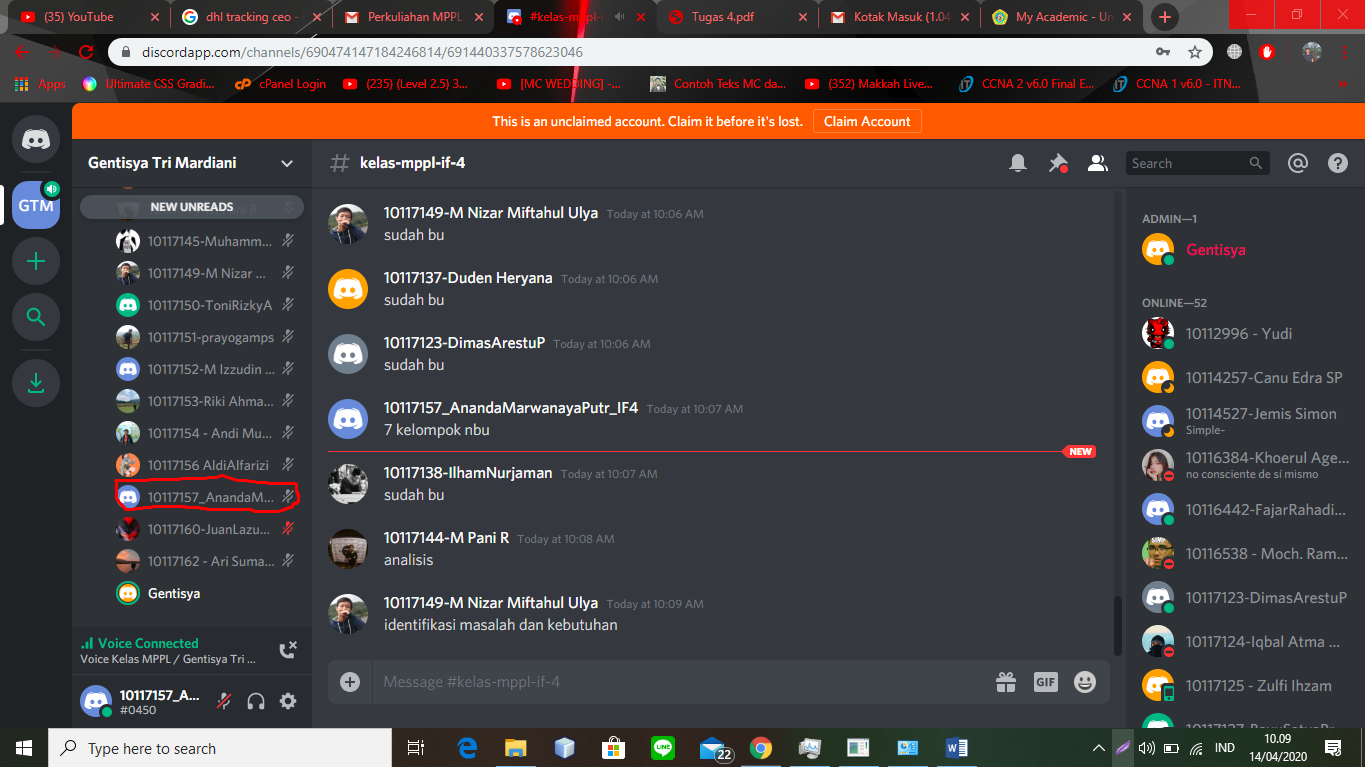 (35) YouTube
dhl tracking ceo -
Perkuliahan MPPL
#kelas-mppl-
Tugas 4.pdf
Kotak Masuk (1.04
My Academic - Un
discordapp.com/channels/690474147184246814/691440337578623046
Apps
Ultimate CSS Gradi...
cPanel Login
(235) (Level 2.5) 3...
[MC WEDDING] -...
Contoh Teks MC da...
(352) Makkah Live...
CCNA 2 v6.0 Final E...
CCNA 1 v6.0 - ITN...
This is an unclaimed account. Claim it before it's lost.
Claim Account
GTM
Gentisya Tri Mardiani
NEW UNREADS
10117145-Muhamm...
10117149-M Nizar ...
10117150-ToniRizkyA
10117151-prayogamps
10117152-M Izzudin ...
10117153-Riki Ahma...
10117154 - Andi Mu...
10117156 AldiAlfarizi
10117157_AnandaM...
10117160-JuanLazu...
10117162 - Ari Suma...
Gentisya
Voice Connected
Voice Kelas MPPL / Gentisya Tri ...
10117157_A...
#0450
# kelas-mppl-if-4
Search
10117149-M Nizar Miftahul Ulya Today at 10:06 AM
sudah bu
10117137-Duden Heryana Today at 10:06 AM
sudah bu
10117123-DimasArestuP Today at 10:06 AM
sudah bu
10117157_AnandaMarwanayaPutr_IF4 Today at 10:07 AM
7 kelompok nbu
NEW
10117138-IlhamNurjaman Today at 10:07 AM
sudah bu
10117144-M Pani R Today at 10:08 AM
analisis
10117149-M Nizar Miftahul Ulya Today at 10:09 AM
identifikasi masalah dan kebutuhan
Message #kelas-mppl-if-4
GIF
ADMIN—1
Gentisya
ONLINE—52
10112996 - Yudi
10114257-Canu Edra SP
10114527-Jemis Simon
Simple-
10116384-Khoerul Age...
no consciente de sí mismo
10116442-FajarRahadi...
10116538 - Moch. Ram...
10117123-DimasArestuP
10117124-Iqbal Atma ...
10117125 - Zulfi Ihzam
Type here to search
LINE
22
IND
10.09
14/04/2020